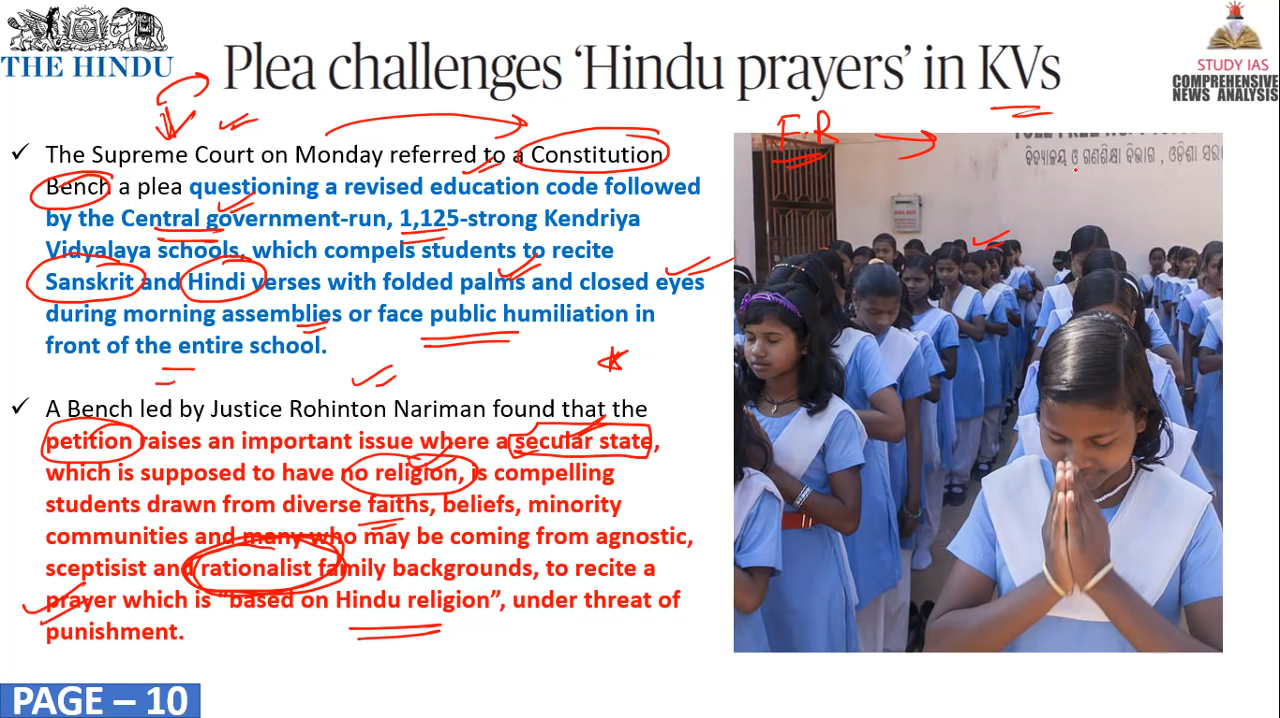 THE HINDU
Plea challenges ‘Hindu prayers’ in KVs
STUDY IAS
COMPREHENSIVE
NEWS ANALYSIS
✓ The Supreme Court on Monday referred to a Constitution
Bench a plea questioning a revised education code followed
by the Central government-run, 1,125-strong Kendriya
Vidyalaya schools, which compels students to recite
Sanskrit and Hindi verses with folded palms and closed eyes
during morning assemblies or face public humiliation in
front of the entire school.
✓ A Bench led by Justice Rohinton Nariman found that the
petition raises an important issue where a secular state,
which is supposed to have no religion, is compelling
students drawn from diverse faiths, beliefs, minority
communities and many who may be coming from agnostic,
sceptisist and rationalist family backgrounds, to recite a
prayer which is “based on Hindu religion”, under threat of
punishment.
F.R
ବିଦ୍ୟାଳୟ ଓ ଗଣଶିକ୍ଷା ବିଭାଗ , ଓଡ଼ିଶା
PAGE – 10